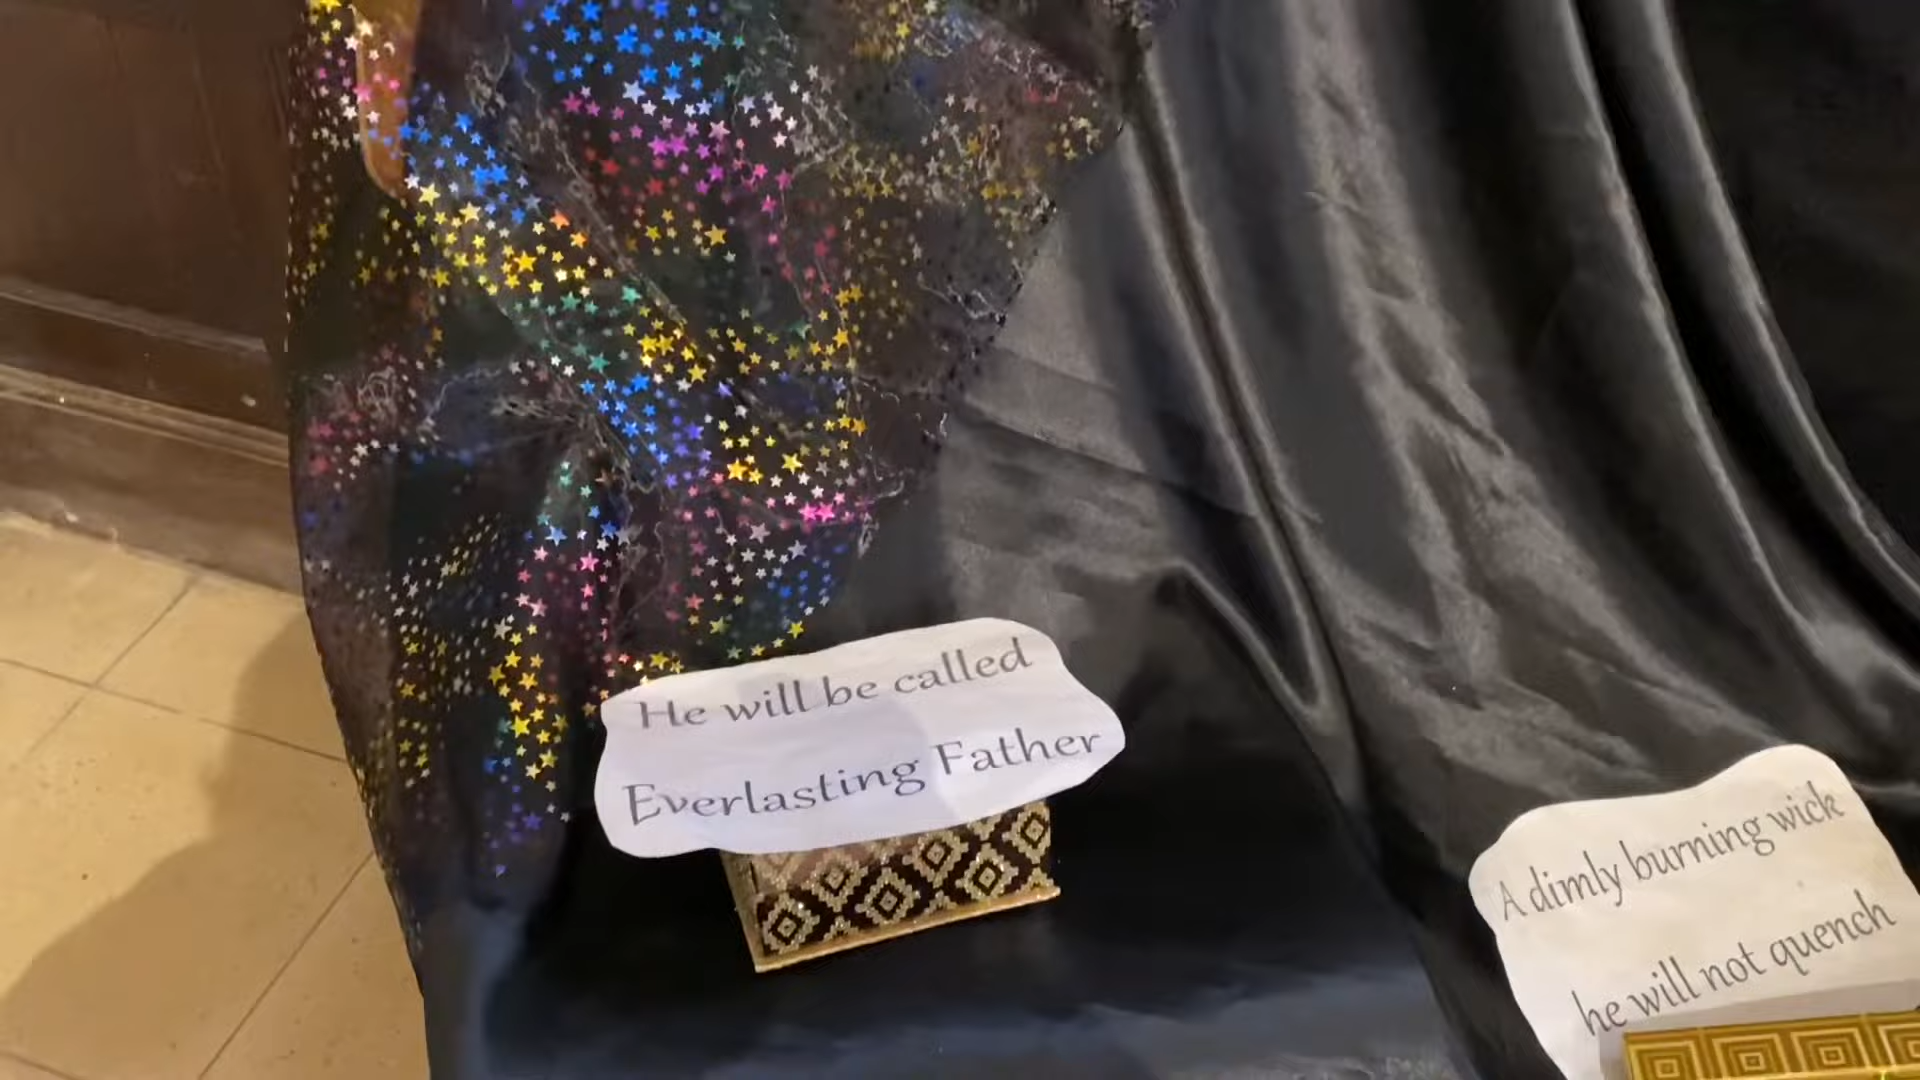 He will be called
Everlasting Father
A dimly burning wick
he will not quench